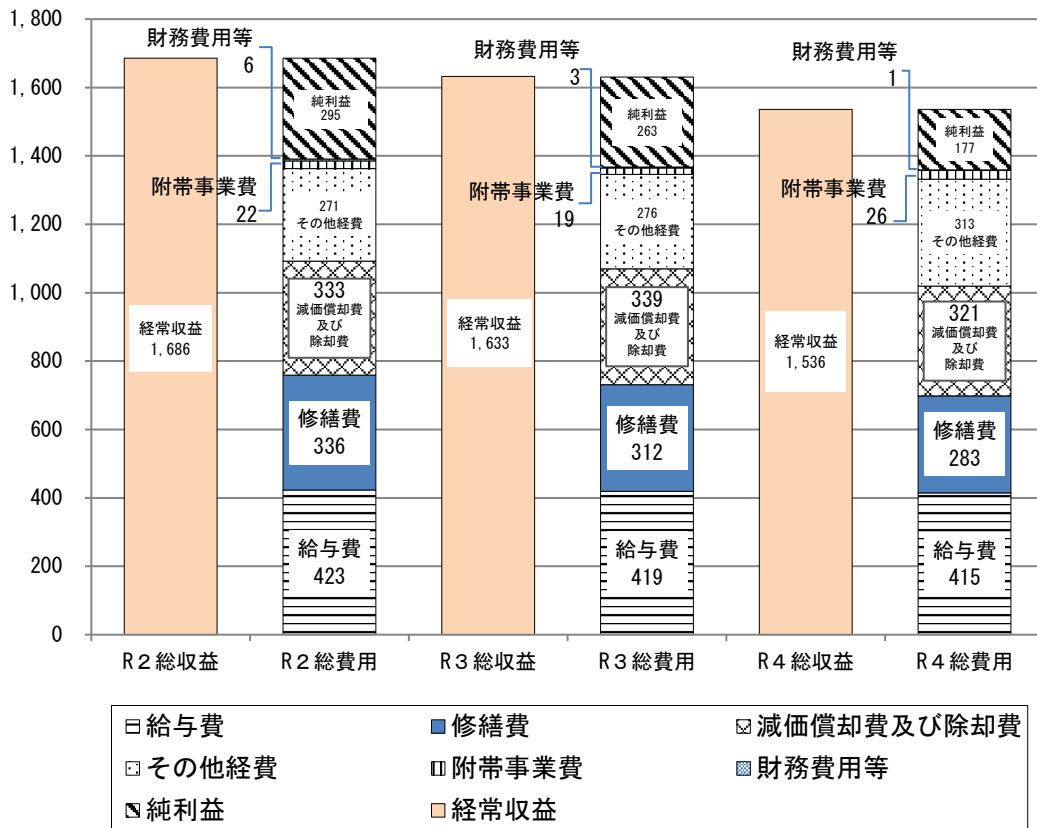 1,800
1,600
1,400
1,200
1,000
800
600
400
200
0
財務費用等
6
附帯事業費
22
経常収益
1,686
純利益
295
271
その他経費
333
減価償却費
及び
除却費
修繕費
336
給与費
423
財務費用等
3
附帯事業費
19
経常収益
1,633
純利益
263
276
その他経費
339
減価償却費
及び
除却費
修繕費
312
給与費
419
財務費用等
1
附帯事業費
26
経常収益
1,536
純利益
177
313
その他経費
321
減価償却費
及び
除却費
修繕費
283
給与費
415
R2総収益
R2総費用
R3総収益
R3総費用
R4総収益
R4総費用
給与費
修繕費
減価償却費及び除却費
その他経費
附帯事業費
財務費用等
純利益
経常収益